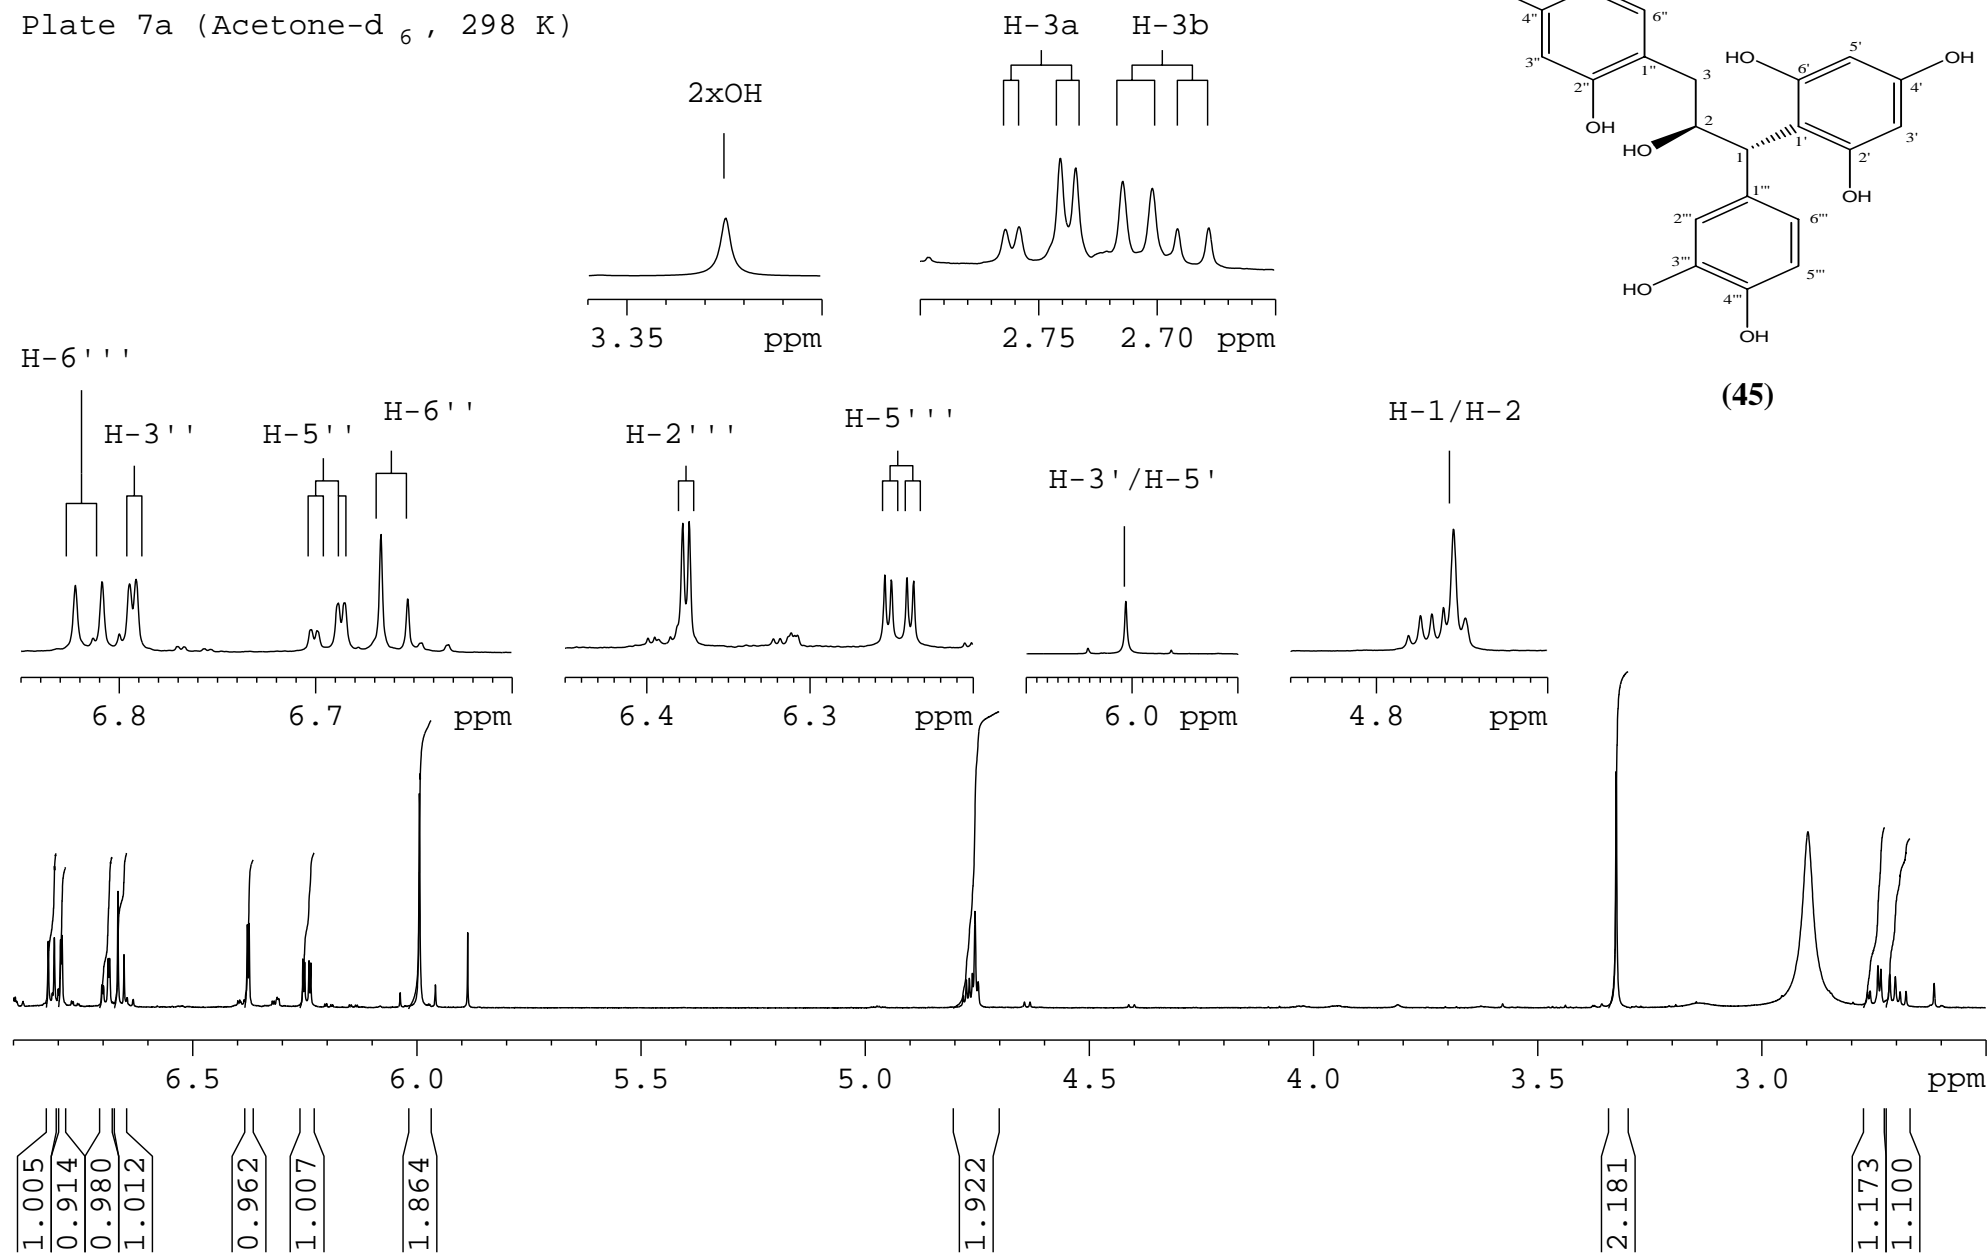 Plate 7a (Acetone-d 6, 298 K)
H-3a H-3b
2xOH
3.35 ppm
2.75 2.70 ppm
4" 6"
3" 1" 3
2"
OH
HO 2
1
HO 6' 5' OH
4'
1' 3'
2'
OH
1'''
2''' 6'''
3''' 5'''
HO 4'''
OH
(45)
H-6'''
H-3'' H-5'' H-6''
H-2''' H-5'''
H-3'/H-5'
H-1/H-2
6.8 6.7 ppm
6.4 6.3 ppm
6.0 ppm
4.8 ppm
6.5 6.0 5.5 5.0 4.5 4.0 3.5 3.0 ppm
1.005
0.914
0.980
1.012
0.962
1.007
1.864
1.922
2.181
1.173
1.100